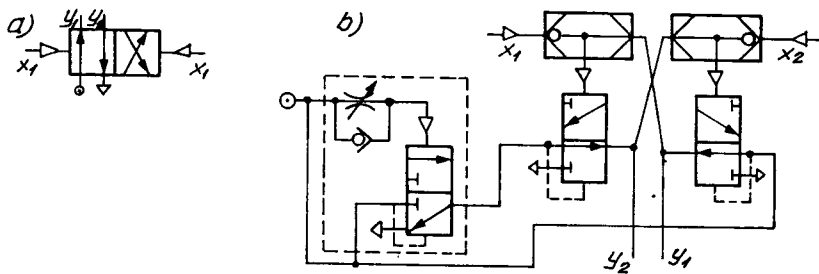 a)
y₁ y₁
x₁
x₁
b)
x₁
x₂
y₂ y₁